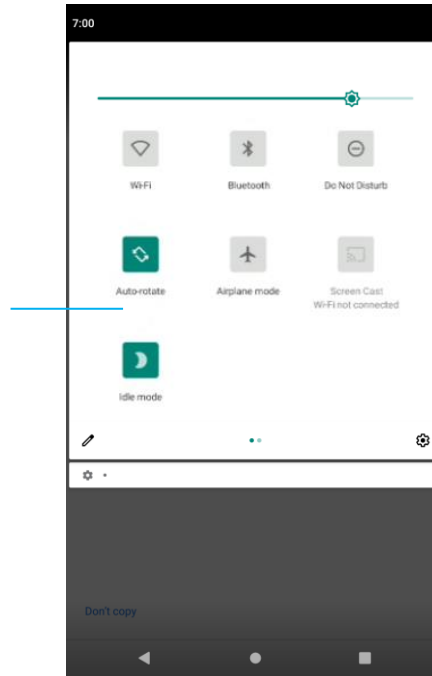 7:00
Wi-Fi
Bluetooth
Do Not Disturb
Auto-rotate
Airplane mode
Screen Cast
Wi-Fi not connected
Idle mode
Don't copy